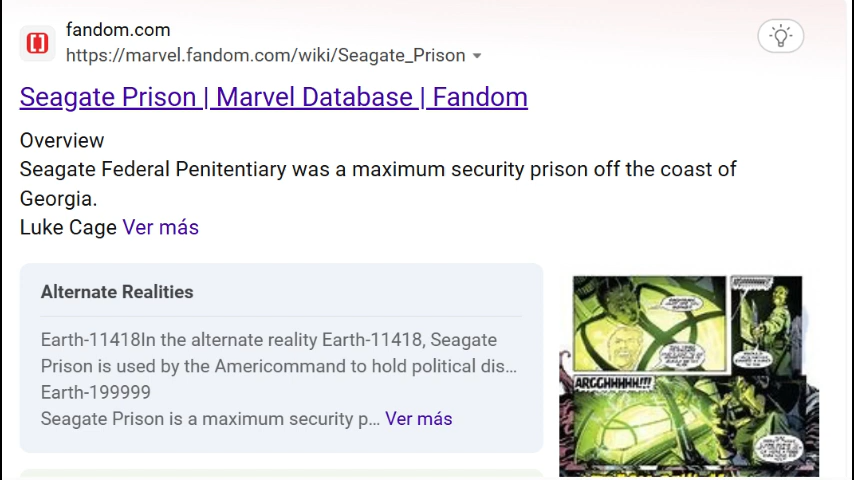 fandom.com
https://marvel.fandom.com/wiki/Seagate_Prison
Seagate Prison | Marvel Database | Fandom
Overview
Seagate Federal Penitentiary was a maximum security prison off the coast of
Georgia.
Luke Cage Ver más
Alternate Realities
Earth-11418In the alternate reality Earth-11418, Seagate
Prison is used by the Americommand to hold political dis...
Earth-199999
Seagate Prison is a maximum security p... Ver más
ARGGHHHHH!!!